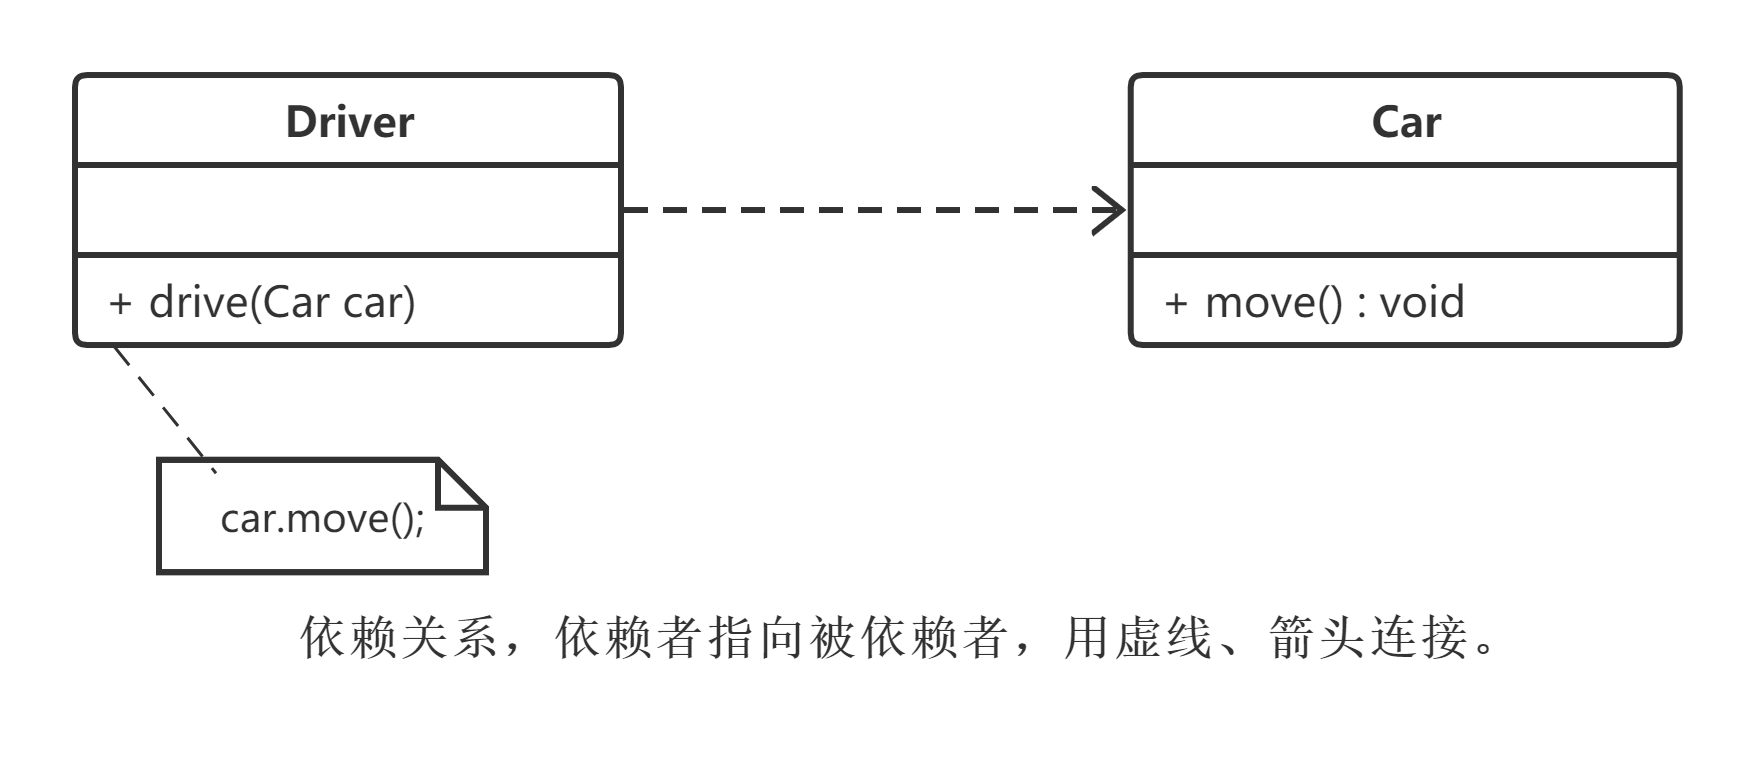 Driver
+ drive(Car car)
Car
+ move() : void
car.move();
依赖关系，依赖者指向被依赖者，用虚线、箭头连接。